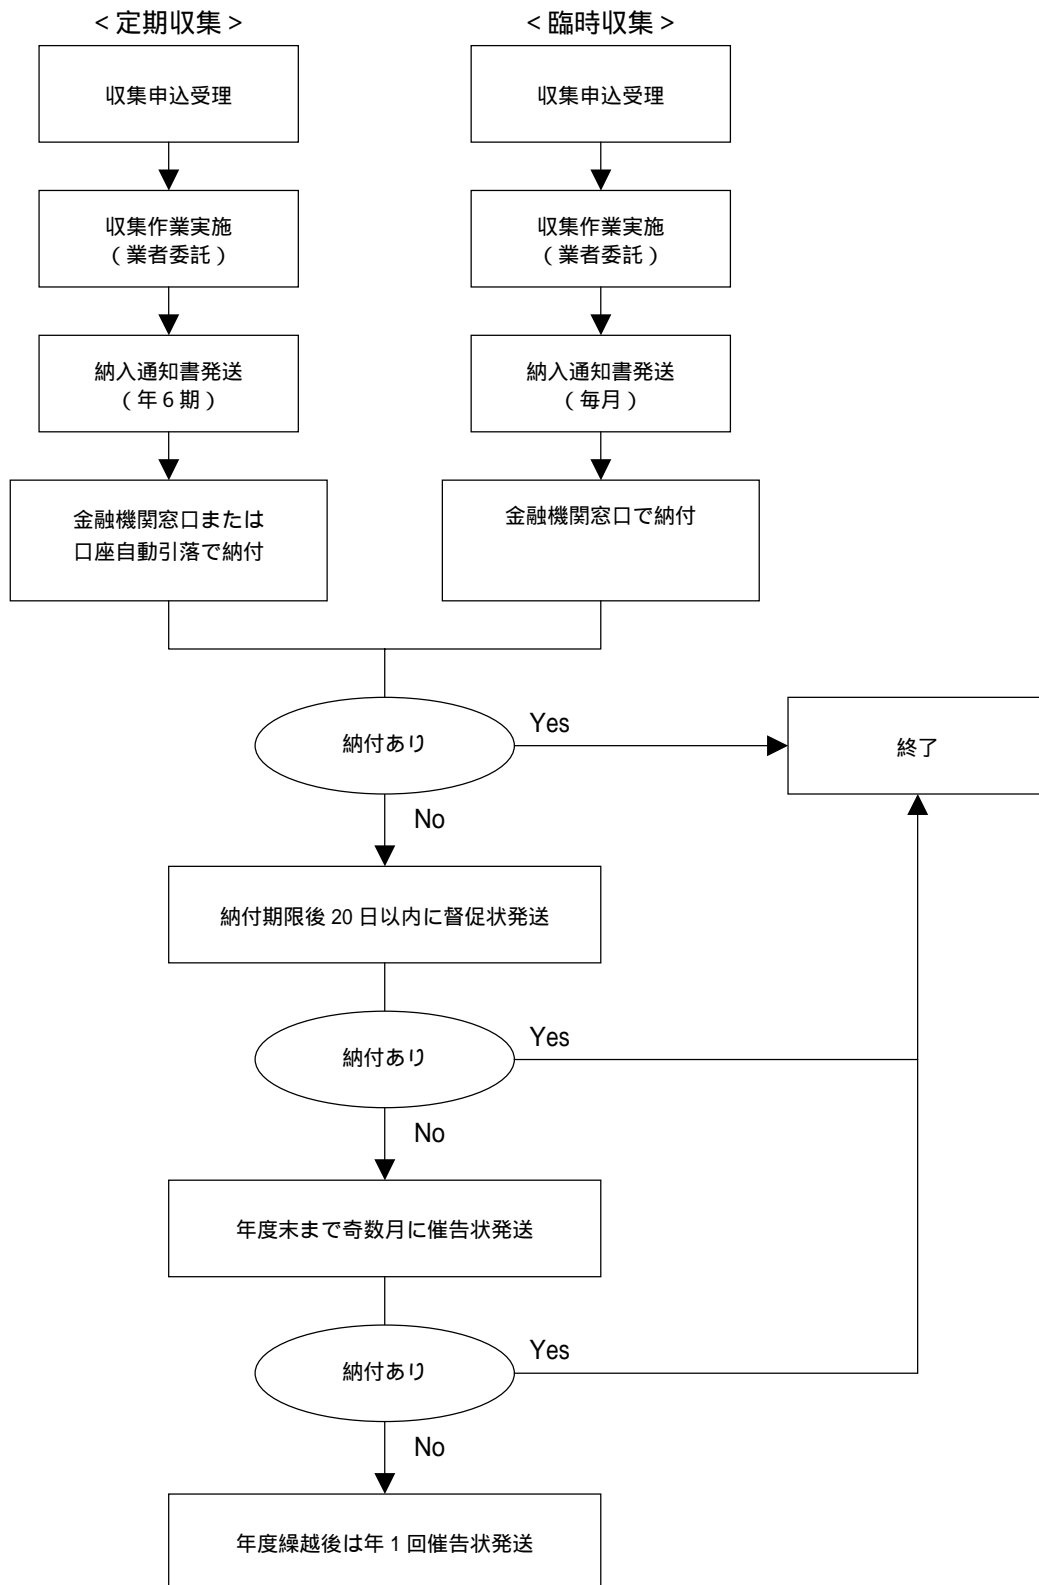 ＜定期収集＞
収集申込受理
収集作業実施
（業者委託）
納入通知書発送
（年６期）
金融機関窓口または
口座自動引落で納付
＜臨時収集＞
収集申込受理
収集作業実施
（業者委託）
納入通知書発送
（毎月）
金融機関窓口で納付
納付あり
Yes
終了
No
納付期限後 20 日以内に督促状発送
納付あり
Yes
No
年度末まで奇数月に催告状発送
納付あり
Yes
No
年度繰越後は年 1 回催告状発送